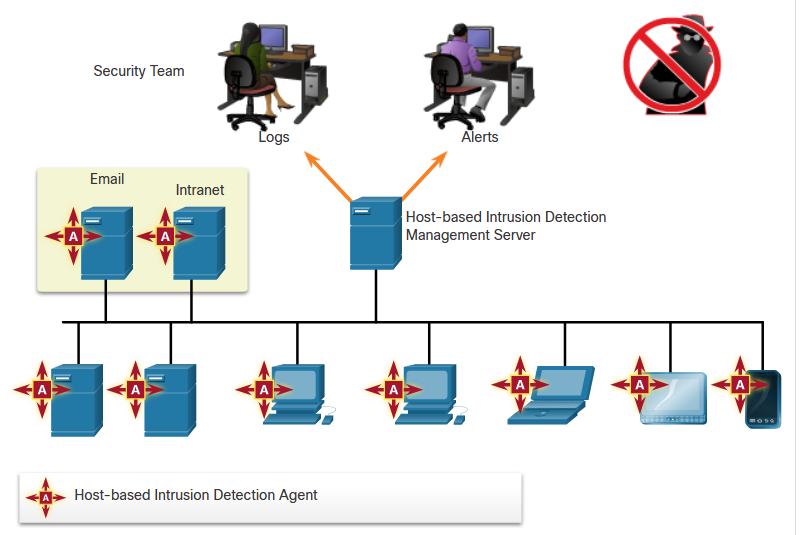 Security Team
Logs
Alerts
Email
Intranet
Host-based Intrusion Detection
Management Server
A
A
A
A
A
A
A
A
A
A
Host-based Intrusion Detection Agent